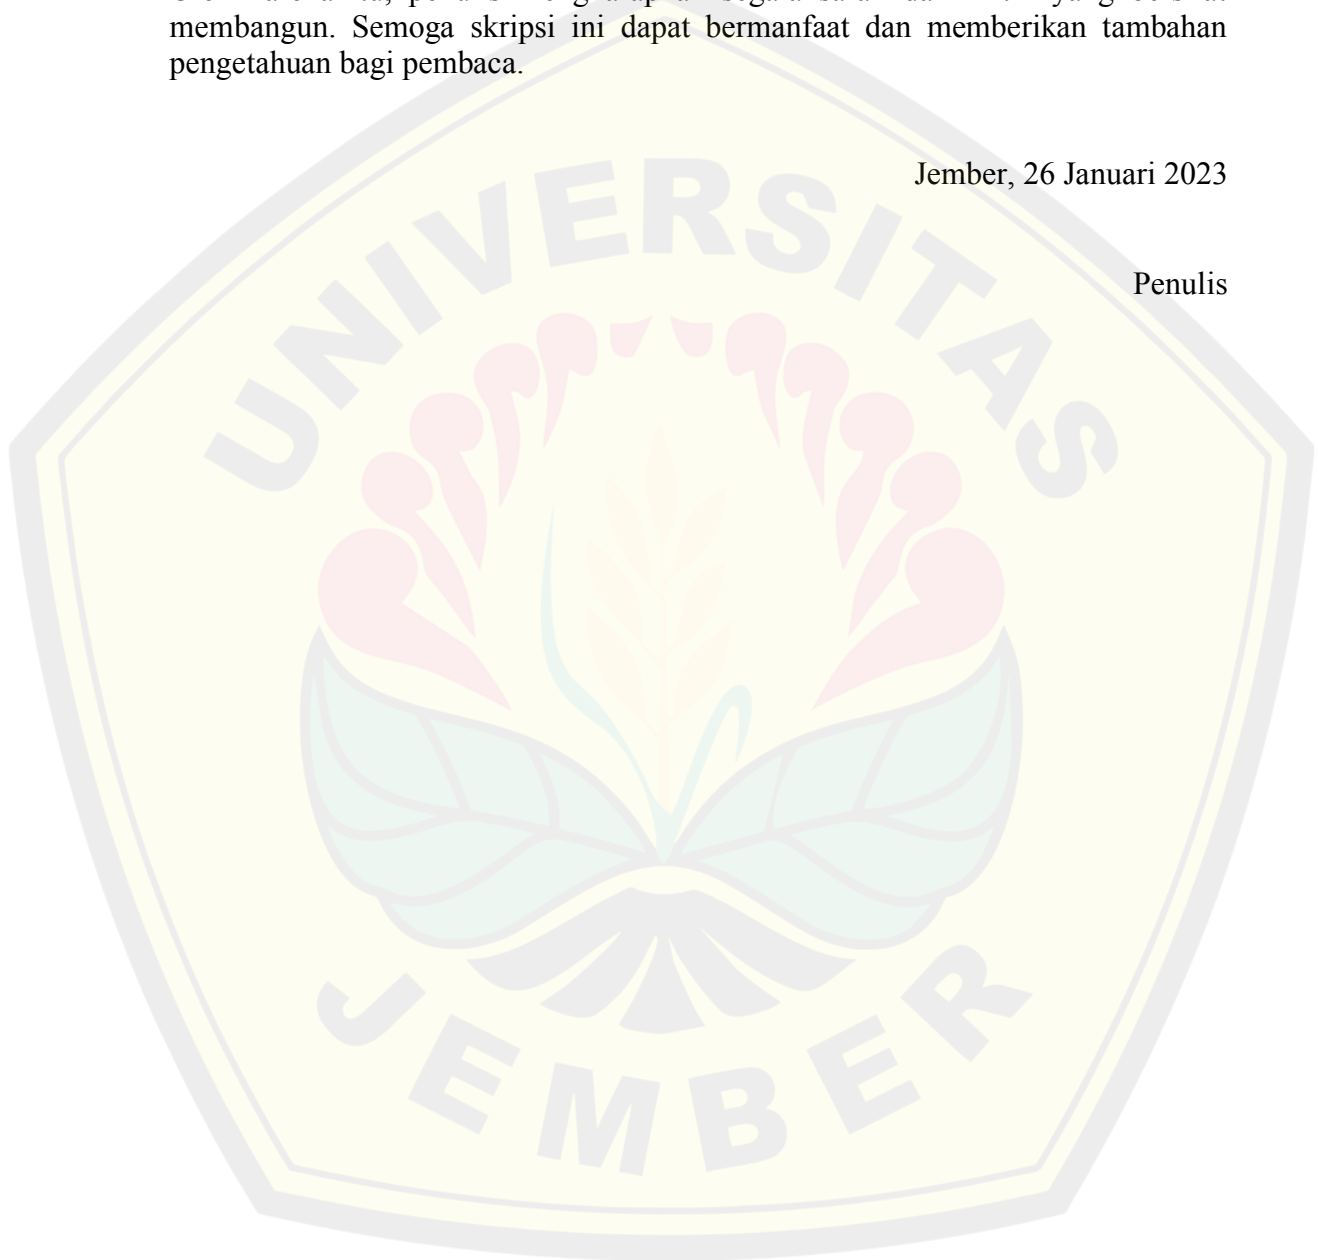 membangun. Semoga skripsi ini dapat bermanfaat dan memberikan tambahan
pengetahuan bagi pembaca.
Jember, 26 Januari 2023
Penulis
UNIVERSITAS
JEMBER